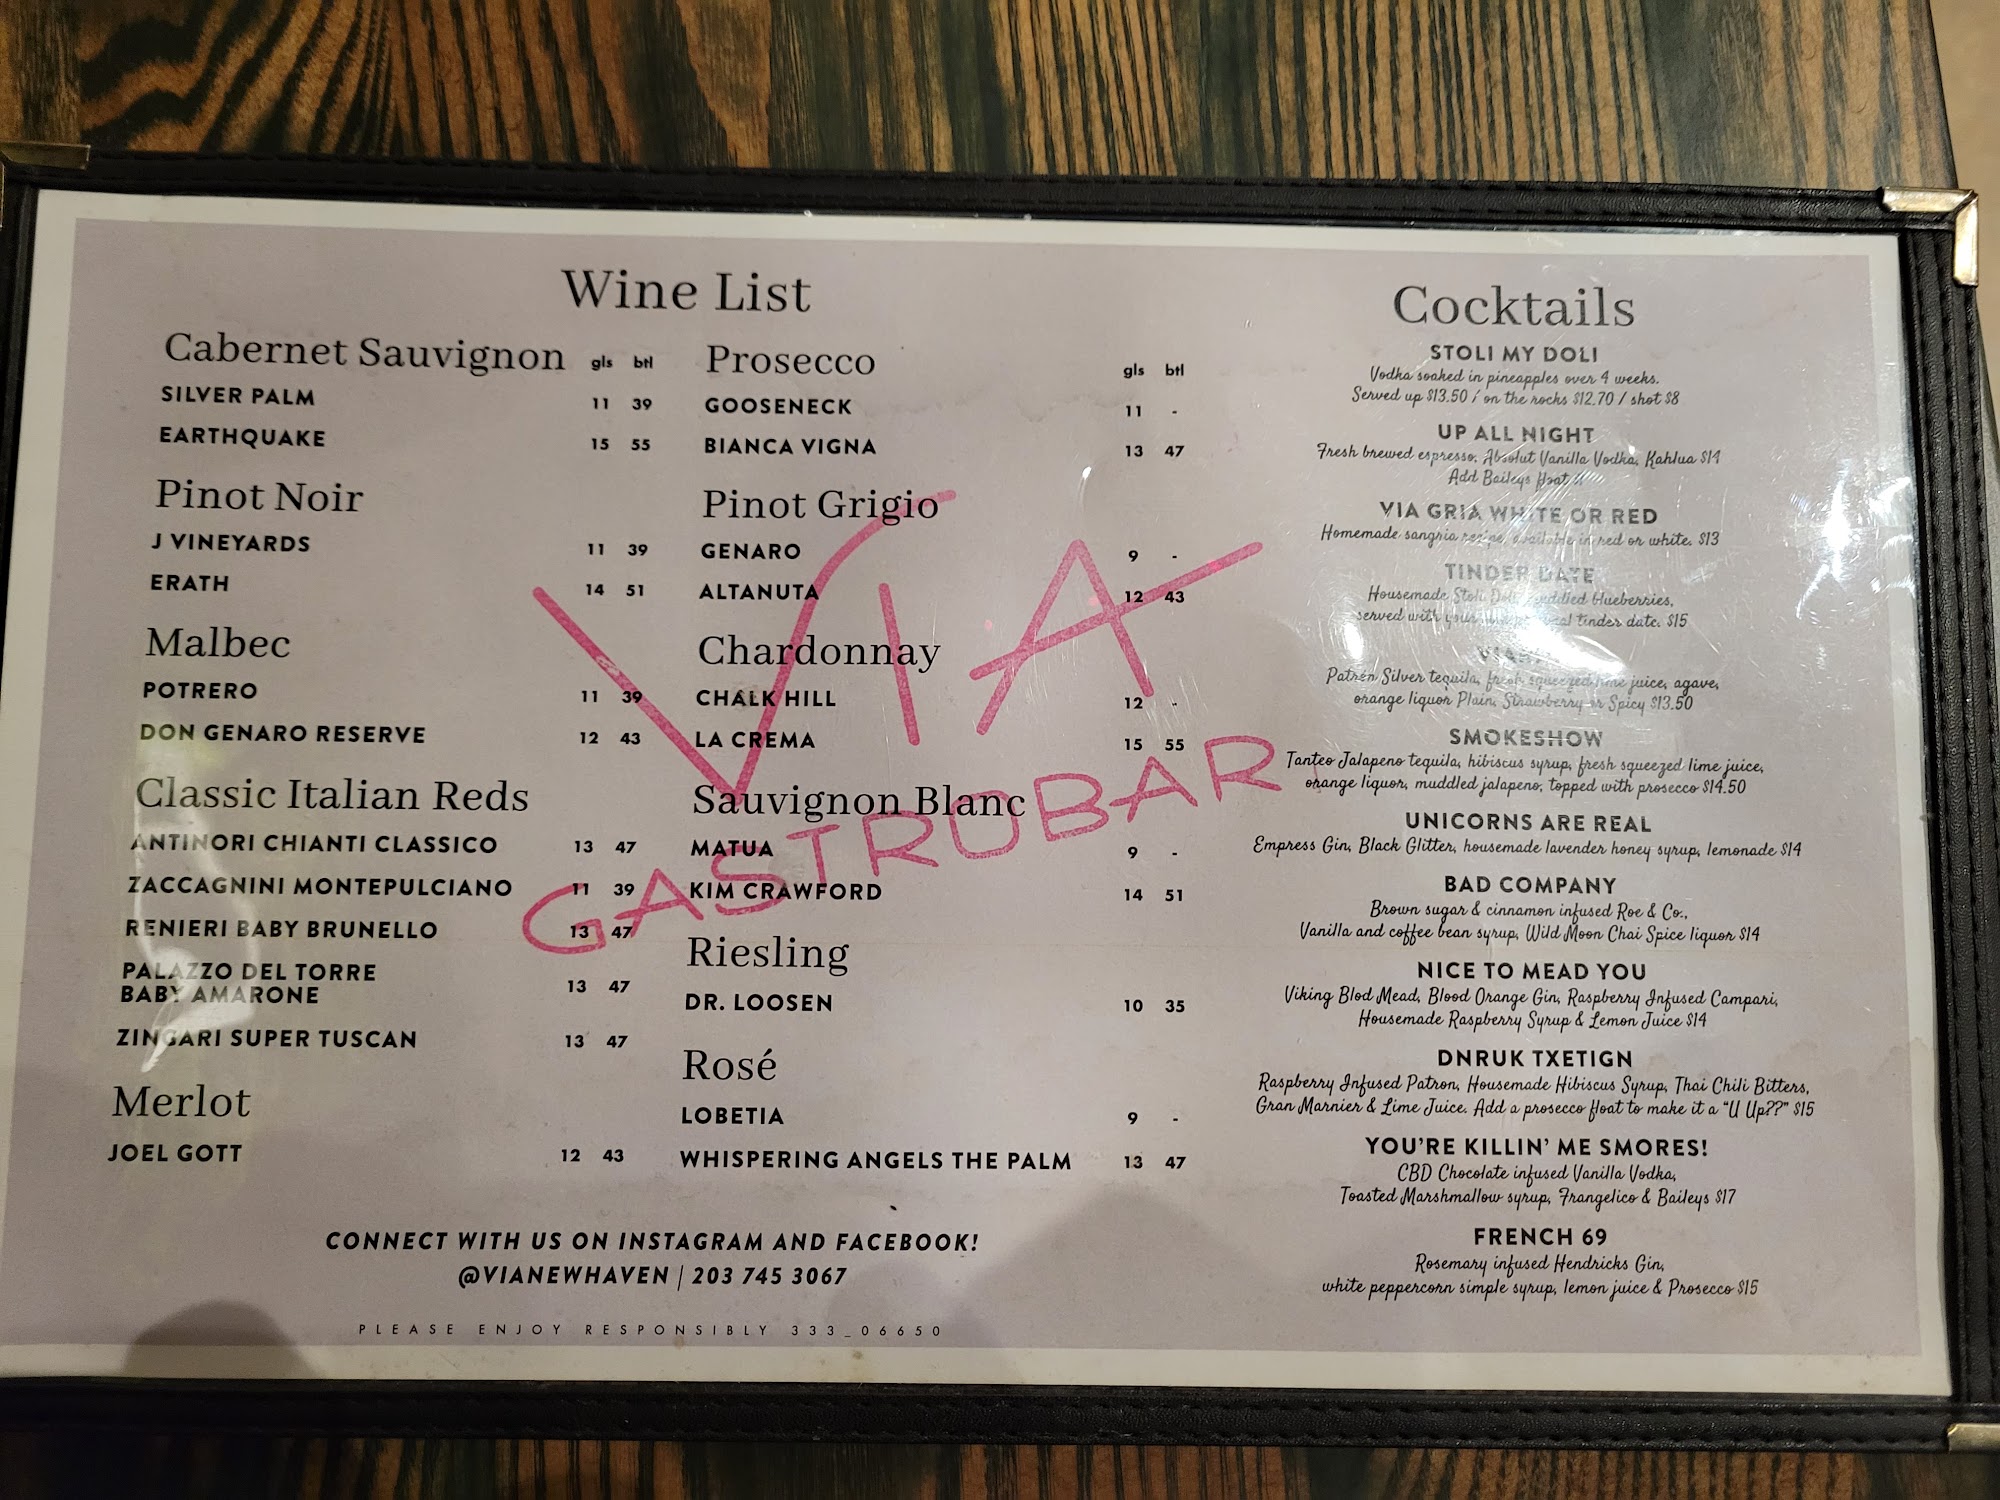 Wine List
Cabernet Sauvignon gls btl
SILVER PALM 11 39
EARTHQUAKE 15 55
Pinot Noir
J VINEYARDS 11 39
ERATH 14 51
Malbec
POTRERO 11 39
DON GENARO RESERVE 12 43
Classic Italian Reds
ANTINORI CHIANTI CLASSICO 13 47
ZACCAGNINI MONTEPULCIANO 11 39
RENIERI BABY BRUNELLO 13 47
PALAZZO DEL TORRE
BABY AMARONE 13 47
ZINGARI SUPER TUSCAN 13 47
Merlot
JOEL GOTT 12 43
Prosecco gls btl
GOOSENECK 11 -
BIANCA VIGNA 13 47
Pinot Grigio
GENARO 9 -
ALTANUTA 12 43
Chardonnay
CHALK HILL 12 -
LA CREMA 15 55
Sauvignon Blanc
MATUA 9 -
KIM CRAWFORD 14 51
Riesling
DR. LOOSEN 10 35
Rosé
LOBETIA 9 -
WHISPERING ANGELS THE PALM 13 47
VIA
GASTROBAR
CONNECT WITH US ON INSTAGRAM AND FACEBOOK!
@VIANEWHAVEN | 203 745 3067
PLEASE ENJOY RESPONSIBLY 333_06650
Cocktails
STOLI MY DOLI
Vodka soaked in pineapples over 4 weeks.
Served up $13.50 / on the rocks $12.70 / shot $8
UP ALL NIGHT
Fresh brewed espresso, Absolut Vanilla Vodka, Kahlua $14
Add Baileys float
VIA GRIA WHITE OR RED
Homemade sangria recipe, available in red or white. $13
TINDER DATE
Housemade Stoli Doli, muddled blueberries,
served with your tinder date. $15
Patrón Silver tequila, fresh squeezed lime juice, agave,
orange liquor Plain, Strawberry or Spicy $13.50
SMOKESHOW
Tanteo Jalapeno tequila, hibiscus syrup, fresh squeezed lime juice,
orange liquor, muddled jalapeno, topped with prosecco $14.50
UNICORNS ARE REAL
Empress Gin, Black Glitter, housemade lavender honey syrup, lemonade $14
BAD COMPANY
Brown sugar & cinnamon infused Roe & Co.,
Vanilla and coffee bean syrup, Wild Moon Chai Spice liquor $14
NICE TO MEAD YOU
Viking Blod Mead, Blood Orange Gin, Raspberry Infused Campari,
Housemade Raspberry Syrup & Lemon Juice $14
DNRUK TXETIGN
Raspberry Infused Patron, Housemade Hibiscus Syrup, Thai Chili Bitters,
Gran Marnier & Lime Juice. Add a prosecco float to make it a "U Up??" $15
YOU'RE KILLIN' ME SMORES!
CBD Chocolate infused Vanilla Vodka,
Toasted Marshmallow syrup, Frangelico & Baileys $17
FRENCH 69
Rosemary infused Hendricks Gin,
white peppercorn simple syrup, lemon juice & Prosecco $15